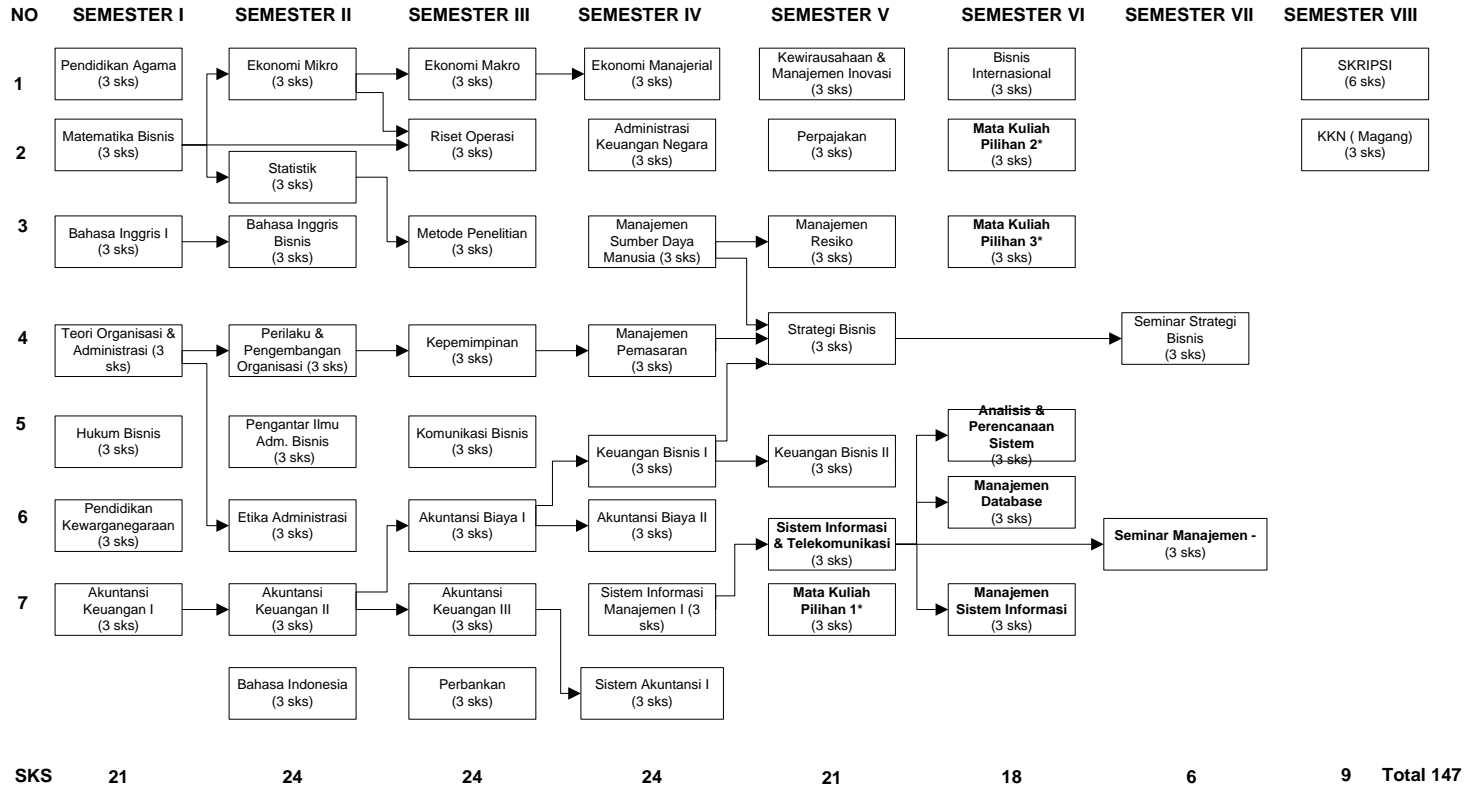 NO SEMESTER I SEMESTER II SEMESTER III SEMESTER IV SEMESTER V SEMESTER VI SEMESTER VII SEMESTER VIII
1
Pendidikan Agama
(3 sks)
Ekonomi Mikro
(3 sks)
Ekonomi Makro
(3 sks)
Ekonomi Manajerial
(3 sks)
Kewirausahaan &
Manajemen Inovasi
(3 sks)
Bisnis
Internasional
(3 sks)
SKRIPSI
(6 sks)
2
Matematika Bisnis
(3 sks)
Statistik
(3 sks)
Riset Operasi
(3 sks)
Administrasi
Keuangan Negara
(3 sks)
Perpajakan
(3 sks)
Mata Kuliah
Pilihan 2*
(3 sks)
KKN ( Magang)
(3 sks)
3
Bahasa Inggris I
(3 sks)
Bahasa Inggris
Bisnis
(3 sks)
Metode Penelitian
(3 sks)
Manajemen
Sumber Daya
Manusia (3 sks)
Manajemen
Resiko
(3 sks)
Mata Kuliah
Pilihan 3*
(3 sks)
4
Teori Organisasi &
Administrasi (3
sks)
Perilaku &
Pengembangan
Organisasi (3 sks)
Kepemimpinan
(3 sks)
Manajemen
Pemasaran
(3 sks)
Strategi Bisnis
(3 sks)
Seminar Strategi
Bisnis
(3 sks)
5
Hukum Bisnis
(3 sks)
Pengantar Ilmu
Adm. Bisnis
(3 sks)
Komunikasi Bisnis
(3 sks)
Keuangan Bisnis I
(3 sks)
Keuangan Bisnis II
(3 sks)
Analisis &
Perencanaan
Sistem
(3 sks)
6
Pendidikan
Kewarganegaraan
(3 sks)
Etika Administrasi
(3 sks)
Akuntansi Biaya I
(3 sks)
Akuntansi Biaya II
(3 sks)
Sistem Informasi
& Telekomunikasi
(3 sks)
Manajemen
Database
(3 sks)
Seminar Manajemen -
(3 sks)
7
Akuntansi
Keuangan I
(3 sks)
Akuntansi
Keuangan II
(3 sks)
Akuntansi
Keuangan III
(3 sks)
Sistem Informasi
Manajemen I (3
sks)
Mata Kuliah
Pilihan 1*
(3 sks)
Manajemen
Sistem Informasi
(3 sks)
Bahasa Indonesia
(3 sks)
Perbankan
(3 sks)
Sistem Akuntansi I
(3 sks)
SKS 21 24 24 24 21 18 6 9 Total 147